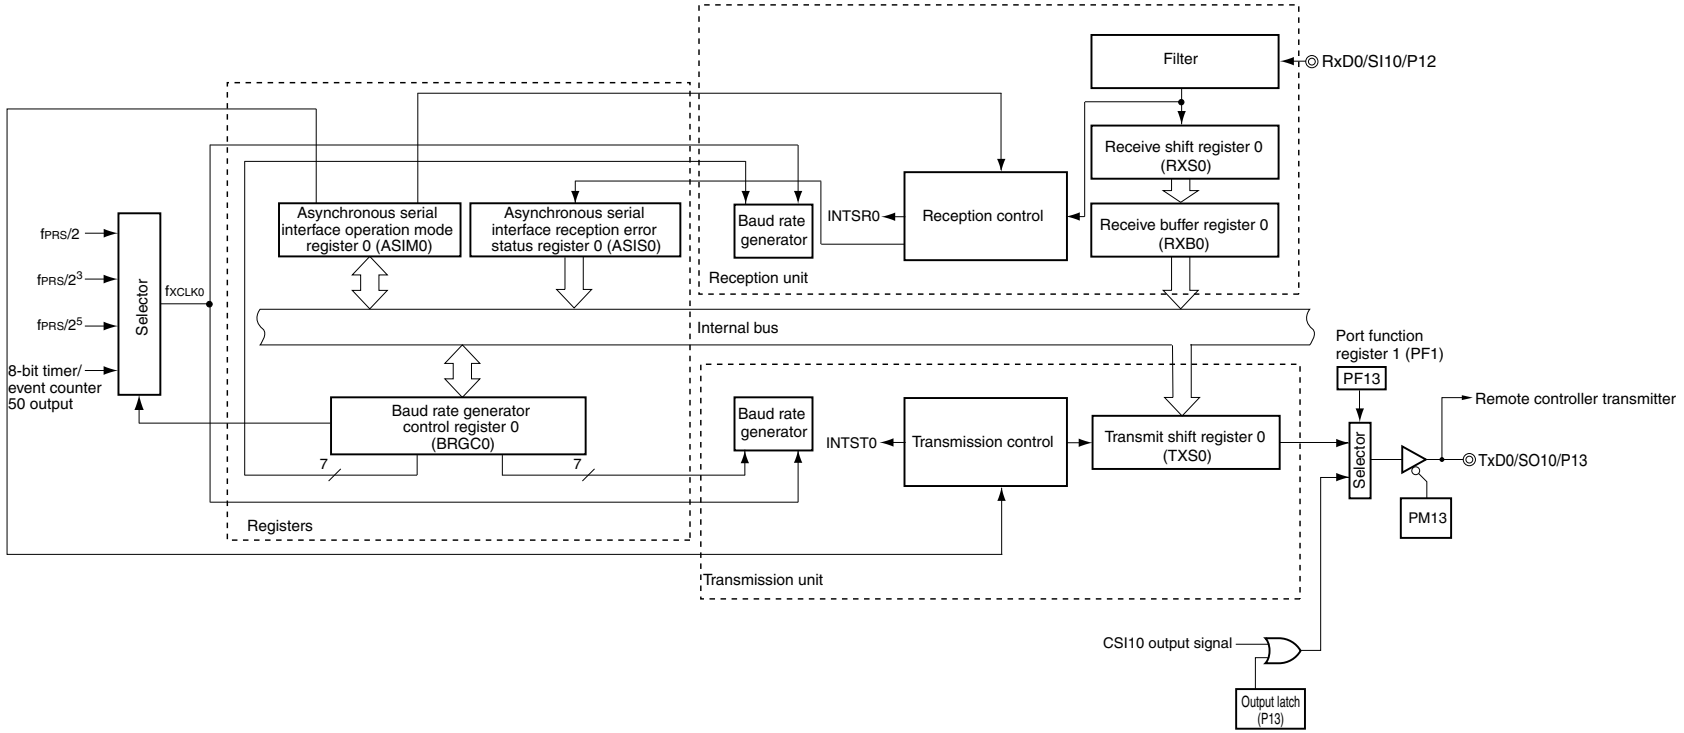 Filter
RxD0/SI10/P12
Receive shift register 0
(RXS0)
Asynchronous serial
interface operation mode
register 0 (ASIM0)
Asynchronous serial
interface reception error
status register 0 (ASIS0)
Baud rate
generator
INTSR0
Reception control
Receive buffer register 0
(RXB0)
Reception unit
fPRS/2
fPRS/2³
fPRS/2⁵
8-bit timer/
event counter
50 output
Selector
fXCLK0
Internal bus
Port function
register 1 (PF1)
PF13
Baud rate generator
control register 0
(BRGC0)
7
7
Registers
Baud rate
generator
INTST0
Transmission control
Transmit shift register 0
(TXS0)
Transmission unit
Selector
Remote controller transmitter
TxD0/SO10/P13
PM13
CSI10 output signal
Output latch
(P13)